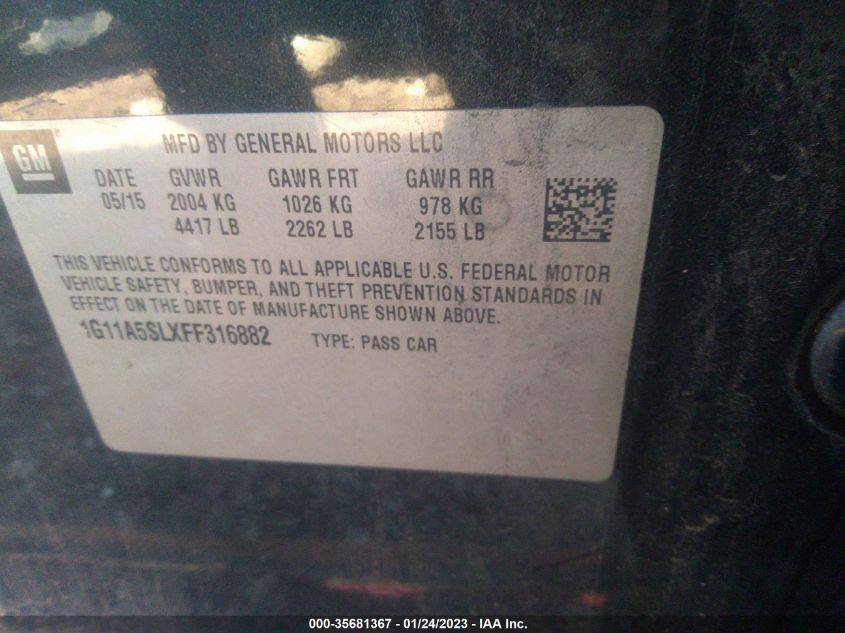 GM
MFD BY GENERAL MOTORS LLC
DATE GVWR GAWR FRT GAWR RR
05/15 2004 KG 1026 KG 978 KG
4417 LB 2262 LB 2155 LB
THIS VEHICLE CONFORMS TO ALL APPLICABLE U.S. FEDERAL MOTOR
VEHICLE SAFETY, BUMPER, AND THEFT PREVENTION STANDARDS IN
EFFECT ON THE DATE OF MANUFACTURE SHOWN ABOVE.
1G11A5SLXFF316882 TYPE: PASS CAR
000-35681367 - 01/24/2023 - IAA Inc.